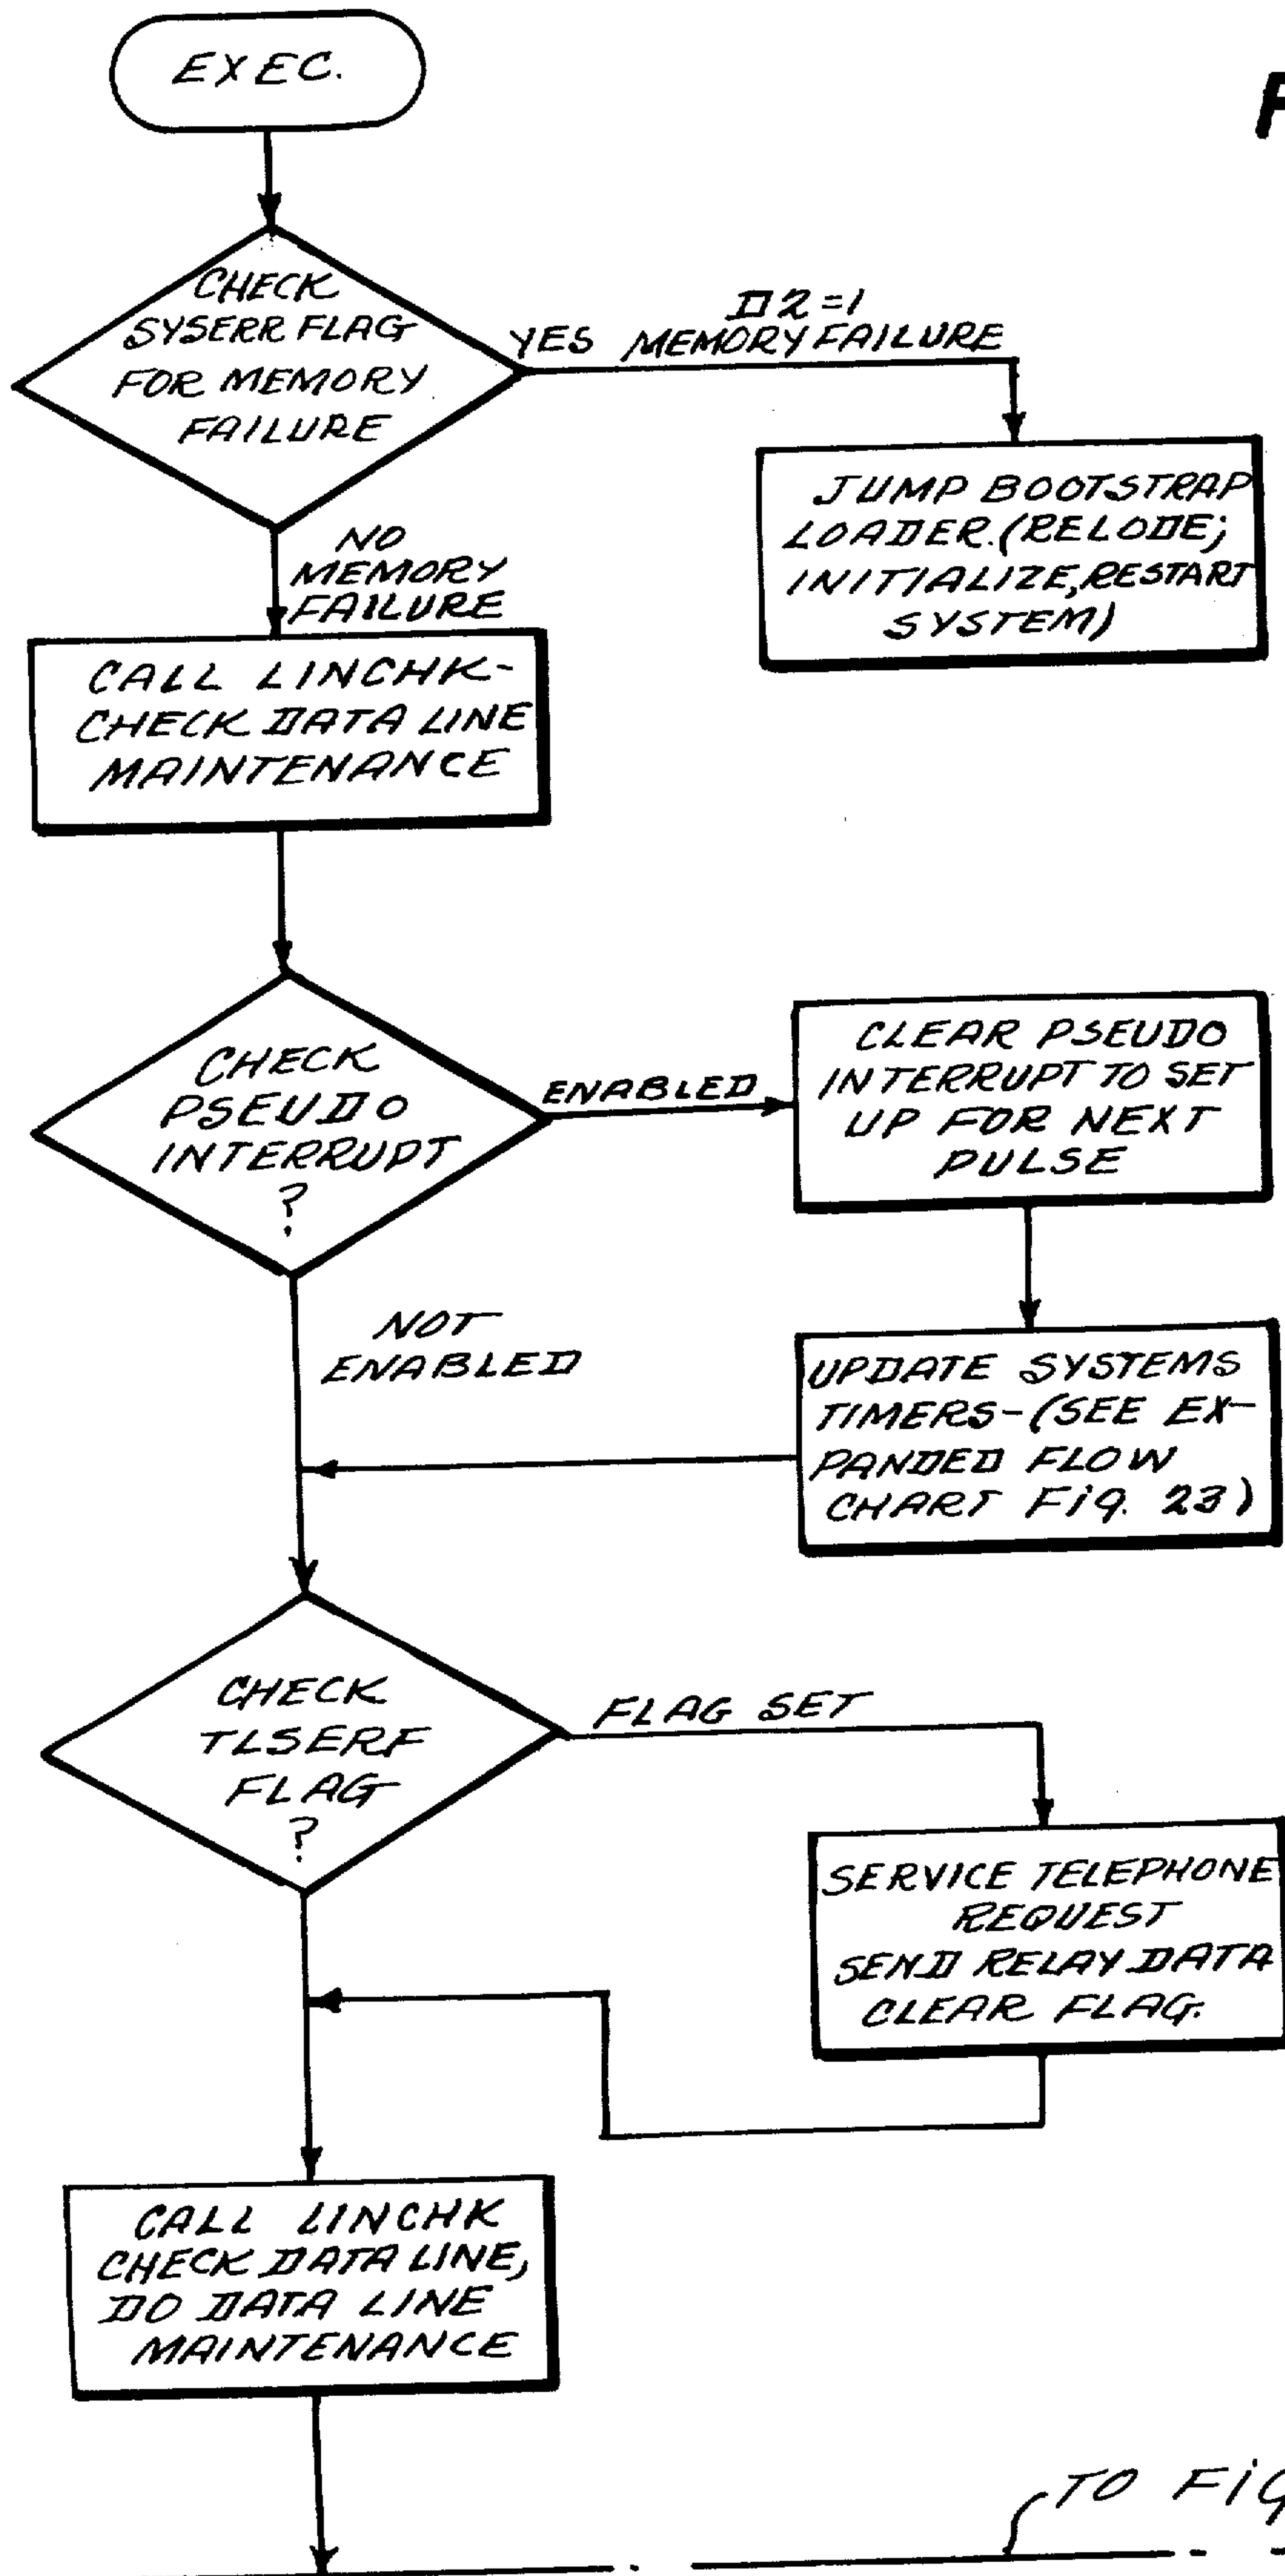 EXEC.
F
CHECK
SYSERR FLAG
FOR MEMORY
FAILURE
D2=1
YES MEMORY FAILURE
JUMP BOOTSTRAP
LOADER.(RELODE;
INITIALIZE, RESTART
SYSTEM)
NO
MEMORY
FAILURE
CALL LINCHK-
CHECK DATA LINE
MAINTENANCE
CHECK
PSEUDO
INTERRUPT
?
ENABLED
CLEAR PSEUDO
INTERRUPT TO SET
UP FOR NEXT
PULSE
NOT
ENABLED
UPDATE SYSTEMS
TIMERS-(SEE EX-
PANDED FLOW
CHART FIG. 23)
CHECK
TLSERF
FLAG
?
FLAG SET
SERVICE TELEPHONE
REQUEST
SEND RELAY DATA
CLEAR FLAG.
CALL LINCHK
CHECK DATA LINE,
DO DATA LINE
MAINTENANCE
TO FIG